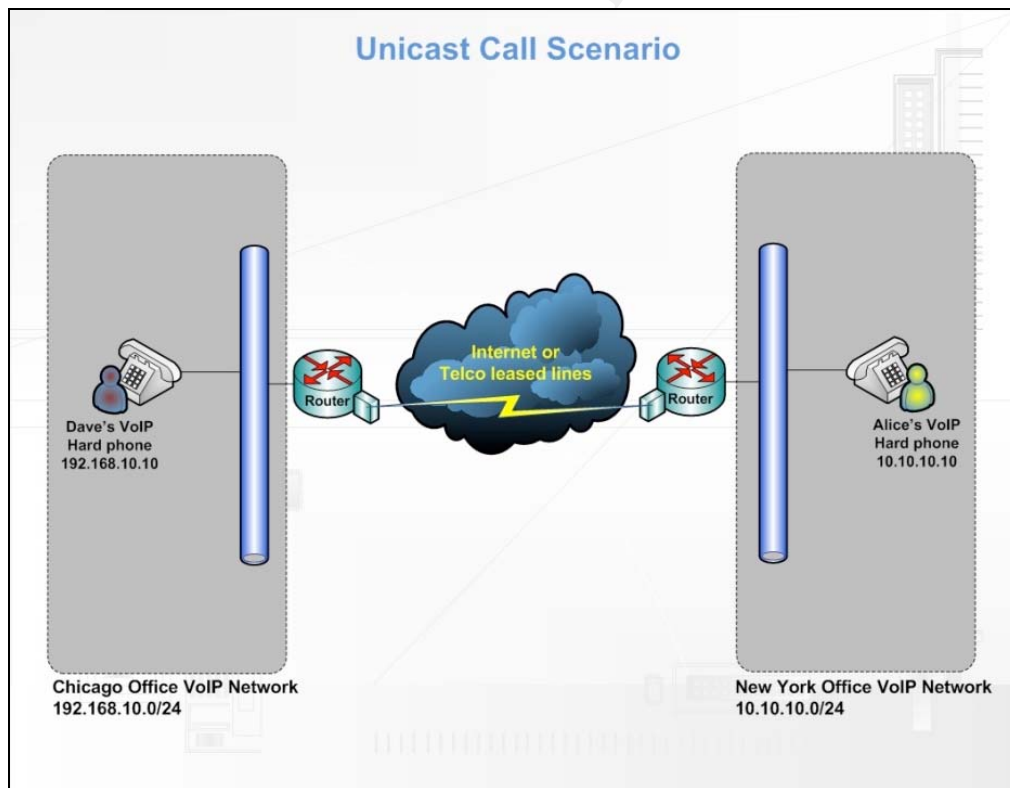 Unicast Call Scenario
Internet or
Telco leased lines
Router
Router
Dave's VoIP
Hard phone
192.168.10.10
Alice's VoIP
Hard phone
10.10.10.10
Chicago Office VoIP Network
192.168.10.0/24
New York Office VoIP Network
10.10.10.0/24